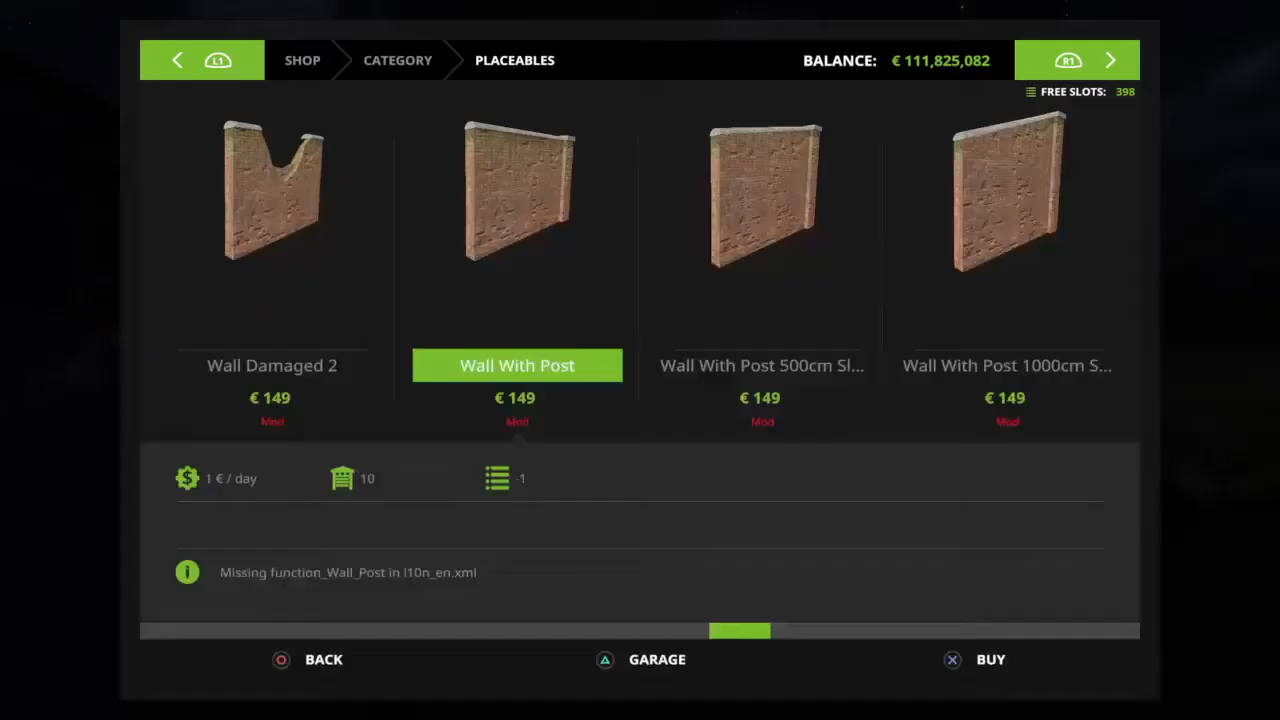 L1 SHOP CATEGORY PLACEABLES BALANCE: € 111,825,082 R1
FREE SLOTS: 398
Wall Damaged 2 Wall With Post Wall With Post 500cm Sl... Wall With Post 1000cm S...
€ 149 € 149 € 149 € 149
Mod Mod Mod Mod
1 € / day 10 -1
Missing function_Wall_Post in l10n_en.xml
BACK GARAGE BUY